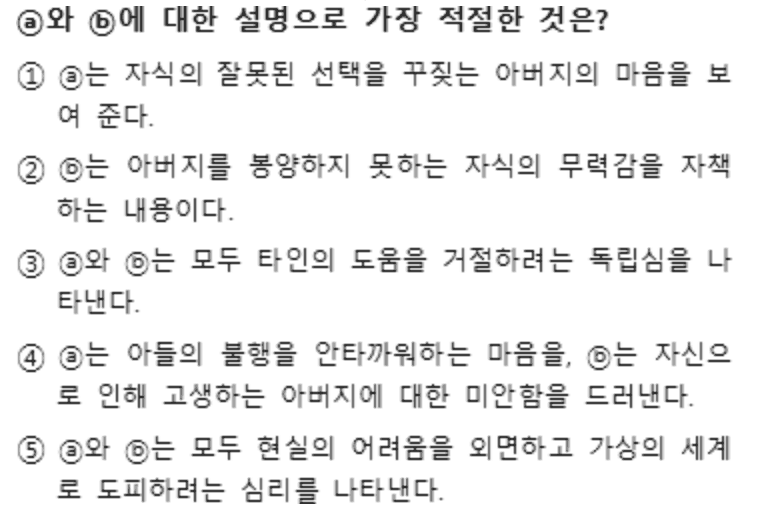 ⓐ와 ⓑ에 대한 설명으로 가장 적절한 것은?
① ⓐ는 자식의 잘못된 선택을 꾸짖는 아버지의 마음을 보
여 준다.
② ⓑ는 아버지를 봉양하지 못하는 자식의 무력감을 자책
하는 내용이다.
③ ⓐ와 ⓑ는 모두 타인의 도움을 거절하려는 독립심을 나
타낸다.
④ ⓐ는 아들의 불행을 안타까워하는 마음을, ⓑ는 자신으
로 인해 고생하는 아버지에 대한 미안함을 드러낸다.
⑤ ⓐ와 ⓑ는 모두 현실의 어려움을 외면하고 가상의 세계
로 도피하려는 심리를 나타낸다.